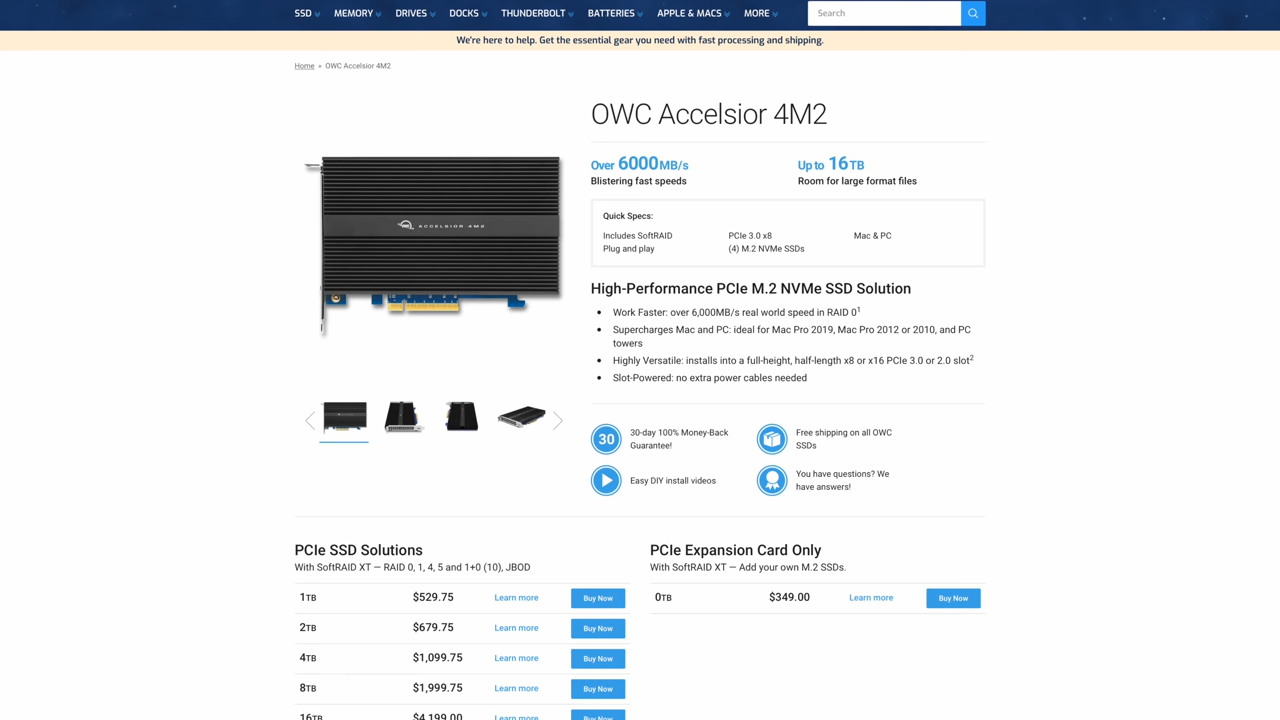 SSD MEMORY DRIVES DOCKS THUNDERBOLT BATTERIES APPLE & MACS MORE Search
We're here to help. Get the essential gear you need with fast processing and shipping.
Home » OWC Accelsior 4M2
OWC Accelsior 4M2
Over 6000MB/s Up to 16TB
Blistering fast speeds Room for large format files
ACCELSIOR 4M2
Quick Specs:
Includes SoftRAID PCIe 3.0 x8 Mac & PC
Plug and play (4) M.2 NVMe SSDs
High-Performance PCIe M.2 NVMe SSD Solution
Work Faster: over 6,000MB/s real world speed in RAID 0¹
Supercharges Mac and PC: ideal for Mac Pro 2019, Mac Pro 2012 or 2010, and PC
towers
Highly Versatile: installs into a full-height, half-length x8 or x16 PCIe 3.0 or 2.0 slot²
Slot-Powered: no extra power cables needed
30
30-day 100% Money-Back
Guarantee!
Free shipping on all OWC
SSDs
Easy DIY install videos
You have questions? We
have answers!
PCIe SSD Solutions
With SoftRAID XT — RAID 0, 1, 4, 5 and 1+0 (10), JBOD
1TB $529.75 Learn more Buy Now
2TB $679.75 Learn more Buy Now
4TB $1,099.75 Learn more Buy Now
8TB $1,999.75 Learn more Buy Now
16TB $4,199.00 Learn more Buy Now
PCIe Expansion Card Only
With SoftRAID XT — Add your own M.2 SSDs.
0TB $349.00 Learn more Buy Now